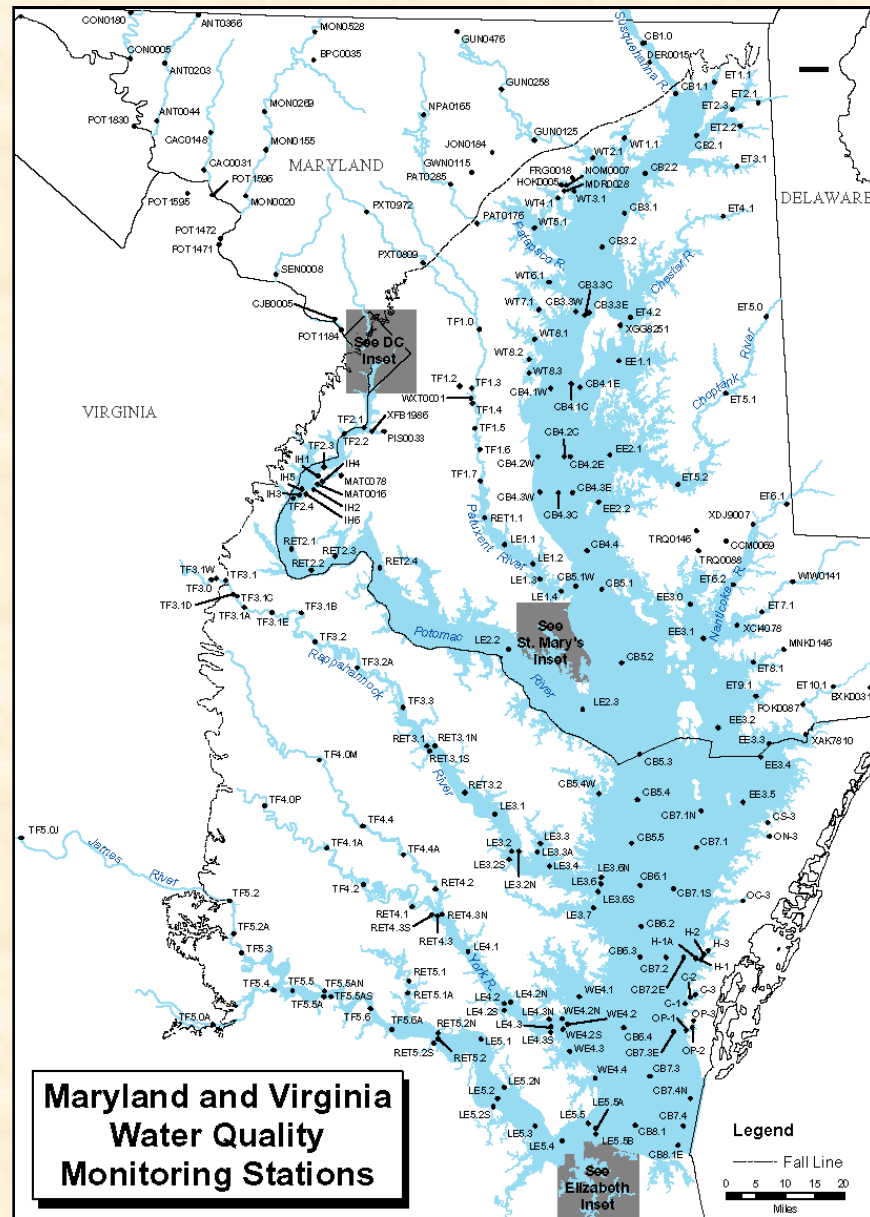 CON0180
ANT0366
MON0528
GUN0476
CB1.0
CON0005
ANT0203
BPC0035
DER0015
Susquehanna R.
CB1.1
ET1.1
ET2.1
GUN0258
ET2.3
MON0269
NPA0165
POT1830
ANT0044
CAC0148
ET2.2
GUN0125
WT1.1
CB2.1
MON0155
JON0184
WT2.1
MARYLAND
GWN0115
FRG0018
NOM0007
CB2.2
ET3.1
CAC0031
POT1596
PAT0285
HOK0005
MDR0028
DELAWARE
POT1595
MON0020
WT4.1
WT3.1
PXT0972
CB3.1
ET4.1
PAT0176
WT5.1
POT1472
Patapsco R.
POT1471
CB3.2
PXT0809
Chester R.
SEN0008
WT6.1
CB3.3C
WT7.1
CB3.3W
CB3.3E
CJB0005
ET4.2
ET5.0
POT1184
See DC
Inset
TF1.0
XGG8251
WT8.1
WT8.2
EE1.1
River
WT8.3
TF1.2
TF1.3
CB4.1W
CB4.1E
Choptank
WXT0001
CB4.1C
ET5.1
VIRGINIA
TF1.4
XFB1986
TF2.1
TF1.5
CB4.2C
TF2.2
PIS0033
TF2.3
TF1.6
EE2.1
IH1
IH4
CB4.2W
CB4.2E
IH5
MAT0078
TF1.7
ET5.2
IH3
MAT0016
CB4.3W
CB4.3E
TF2.4
IH2
CB4.3C
EE2.2
ET6.1
IH6
RET1.1
XDJ9007
Patuxent
River
RET2.1
RET2.3
LE1.1
CB4.4
TRQ0146
CCM0069
RET2.2
RET2.4
LE1.2
TRQ0088
TF3.1W
TF3.1
LE1.3
CB5.1W
CB5.1
ET6.2
WIW0141
TF3.0
TF3.1C
LE1.4
EE3.0
Nanticoke R.
TF3.1D
TF3.1A
TF3.1B
ET7.1
TF3.1E
See
St. Mary's
Inset
XCI4078
Potomac
River
TF3.2
LE2.2
EE3.1
MNKD146
TF3.2A
CB5.2
ET8.1
Rappahannock
River
ET9.1
ET10.1
TF3.3
LE2.3
POKD087
BXK0031
EE3.2
RET3.1
RET3.1N
EE3.3
XAK7810
RET3.1S
CB5.3
EE3.4
TF4.0M
RET3.2
CB5.4W
CB5.4
EE3.5
TF4.0P
LE3.1
CB7.1N
CS-3
TF5.0J
TF4.4
ON-3
TF4.1A
LE3.2
LE3.3
CB5.5
CB7.1
TF4.4A
LE3.3A
James
River
LE3.2S
LE3.4
LE3.2N
LE3.6N
TF4.2
RET4.2
LE3.6
CB6.1
CB7.1S
TF5.2
LE3.6S
OC-3
RET4.1
RET4.3N
LE3.7
RET4.3S
CB6.2
TF5.2A
RET4.3
H-2
H-1A
H-3
TF5.3
LE4.1
CB6.3
CB7.2
H-1
York R.
RET5.1
C-2
TF5.4
TF5.5
TF5.5AN
CB7.2E
C-3
RET5.1A
LE4.2
LE4.2N
WE4.1
TF5.5A
TF5.5AS
LE4.2S
OP-3
TF5.0A
TF5.6
LE4.3N
WE4.2N
WE4.2
OP-1
TF5.6A
RET5.2N
LE4.3
WE4.2S
CB6.4
LE4.3S
CB7.3E
OP-2
RET5.2S
LE5.1
WE4.3
RET5.2
WE4.4
CB7.3
LE5.2N
CB7.4N
LE5.2
LE5.5A
LE5.2S
LE5.5
CB7.4
LE5.3
CB8.1
LE5.4
LE5.5B
CB8.1E
See
Elizabeth
Inset
Maryland and Virginia
Water Quality
Monitoring Stations
Legend
Fall Line
0 5 10 15 20
Miles